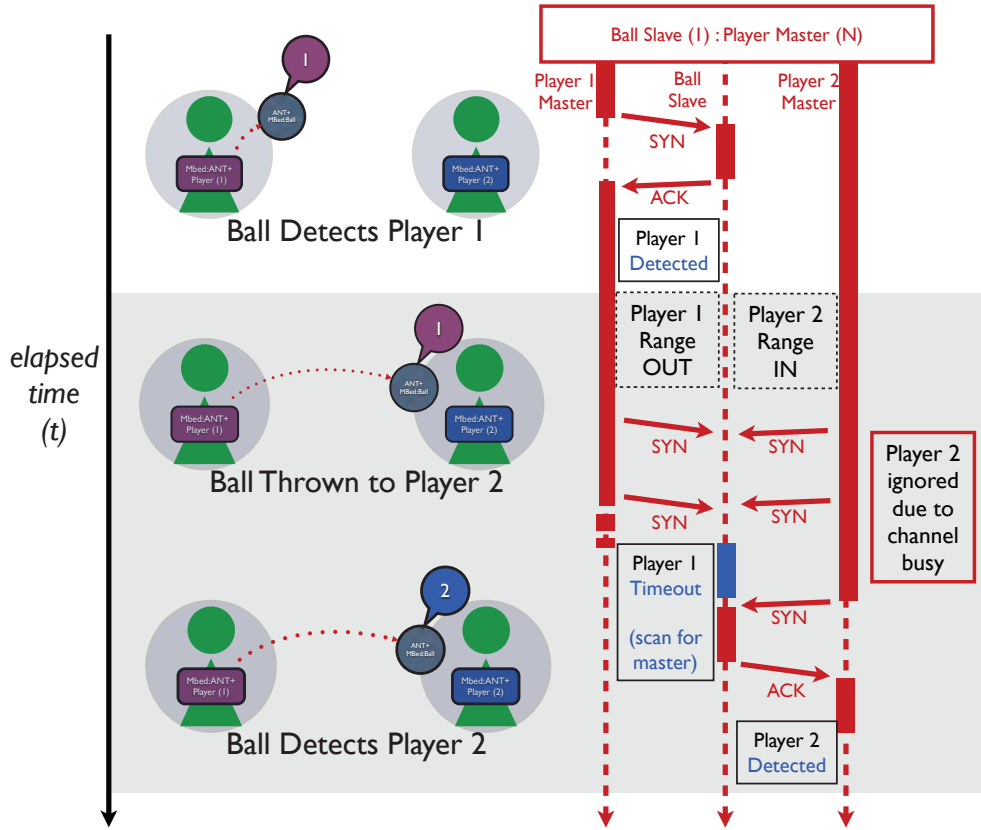 Ball Slave (1) : Player Master (N)
Player 1
Master
Ball
Slave
Player 2
Master
elapsed
time
(t)
1
ANT+
MBed:Ball
Mbed:ANT+
Player (1)
Mbed:ANT+
Player (2)
Ball Detects Player 1
SYN
ACK
Player 1
Detected
1
ANT+
MBed:Ball
Mbed:ANT+
Player (1)
Mbed:ANT+
Player (2)
Ball Thrown to Player 2
Player 1
Range
OUT
Player 2
Range
IN
SYN
SYN
SYN
SYN
Player 2
ignored
due to
channel
busy
2
ANT+
MBed:Ball
Mbed:ANT+
Player (1)
Mbed:ANT+
Player (2)
Ball Detects Player 2
Player 1
Timeout
(scan for
master)
SYN
ACK
Player 2
Detected